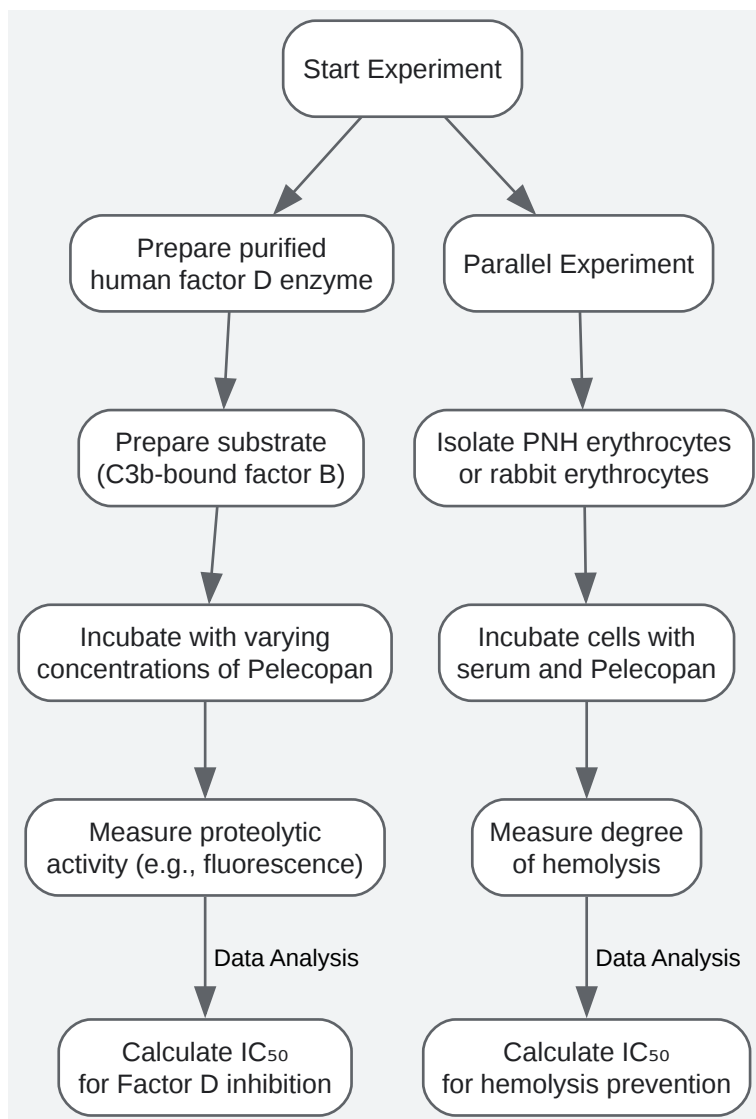 Start Experiment
Prepare purified
human factor D enzyme
Parallel Experiment
Prepare substrate
(C3b-bound factor B)
Isolate PNH erythrocytes
or rabbit erythrocytes
Incubate with varying
concentrations of Pelecopan
Incubate cells with
serum and Pelecopan
Measure proteolytic
activity (e.g., fluorescence)
Measure degree
of hemolysis
Data Analysis
Data Analysis
Calculate IC₅₀
for Factor D inhibition
Calculate IC₅₀
for hemolysis prevention